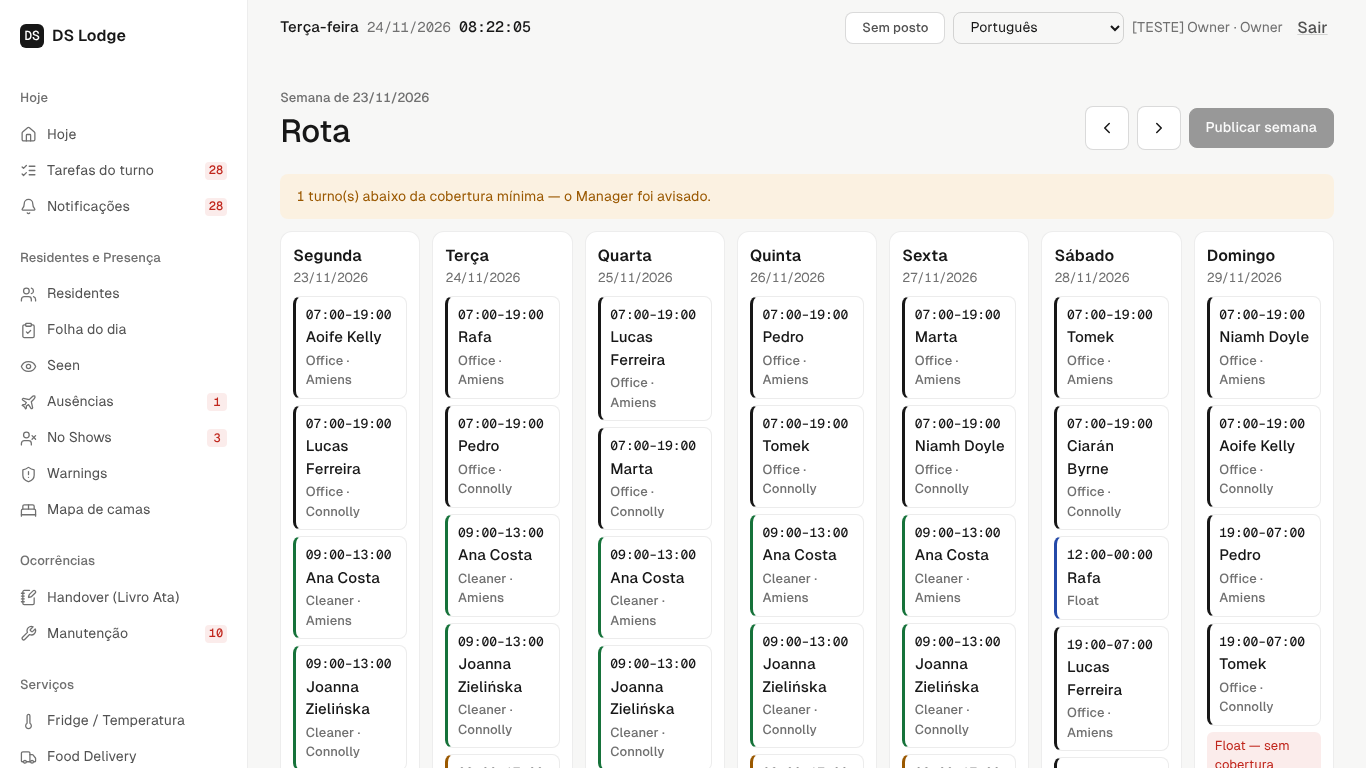 DS DS Lodge
Hoje
Hoje
Tarefas do turno 28
Notificações 28
Residentes e Presença
Residentes
Folha do dia
Seen
Ausências 1
No Shows 3
Warnings
Mapa de camas
Ocorrências
Handover (Livro Ata)
Manutenção 10
Serviços
Fridge / Temperatura
Food Delivery
Terça-feira 24/11/2026 08:22:05
Sem posto
Português
[TESTE] Owner · Owner
Sair
Semana de 23/11/2026
Rota
Publicar semana
1 turno(s) abaixo da cobertura mínima — o Manager foi avisado.
Segunda
23/11/2026
07:00–19:00
Aoife Kelly
Office ·
Amiens
07:00–19:00
Lucas
Ferreira
Office ·
Connolly
09:00–13:00
Ana Costa
Cleaner ·
Amiens
09:00–13:00
Joanna
Zielińska
Cleaner ·
Connolly
Terça
24/11/2026
07:00–19:00
Rafa
Office ·
Amiens
07:00–19:00
Pedro
Office ·
Connolly
09:00–13:00
Ana Costa
Cleaner ·
Amiens
09:00–13:00
Joanna
Zielińska
Cleaner ·
Connolly
Quarta
25/11/2026
07:00–19:00
Lucas
Ferreira
Office ·
Amiens
07:00–19:00
Marta
Office ·
Connolly
09:00–13:00
Ana Costa
Cleaner ·
Amiens
09:00–13:00
Joanna
Zielińska
Cleaner ·
Connolly
Quinta
26/11/2026
07:00–19:00
Pedro
Office ·
Amiens
07:00–19:00
Tomek
Office ·
Connolly
09:00–13:00
Ana Costa
Cleaner ·
Amiens
09:00–13:00
Joanna
Zielińska
Cleaner ·
Connolly
Sexta
27/11/2026
07:00–19:00
Marta
Office ·
Amiens
07:00–19:00
Niamh Doyle
Office ·
Connolly
09:00–13:00
Ana Costa
Cleaner ·
Amiens
09:00–13:00
Joanna
Zielińska
Cleaner ·
Connolly
Sábado
28/11/2026
07:00–19:00
Tomek
Office ·
Amiens
07:00–19:00
Ciarán
Byrne
Office ·
Connolly
12:00–00:00
Rafa
Float
19:00–07:00
Lucas
Ferreira
Office ·
Amiens
Domingo
29/11/2026
07:00–19:00
Niamh Doyle
Office ·
Amiens
07:00–19:00
Aoife Kelly
Office ·
Connolly
19:00–07:00
Pedro
Office ·
Amiens
19:00–07:00
Tomek
Office ·
Connolly
Float — sem
cobertura